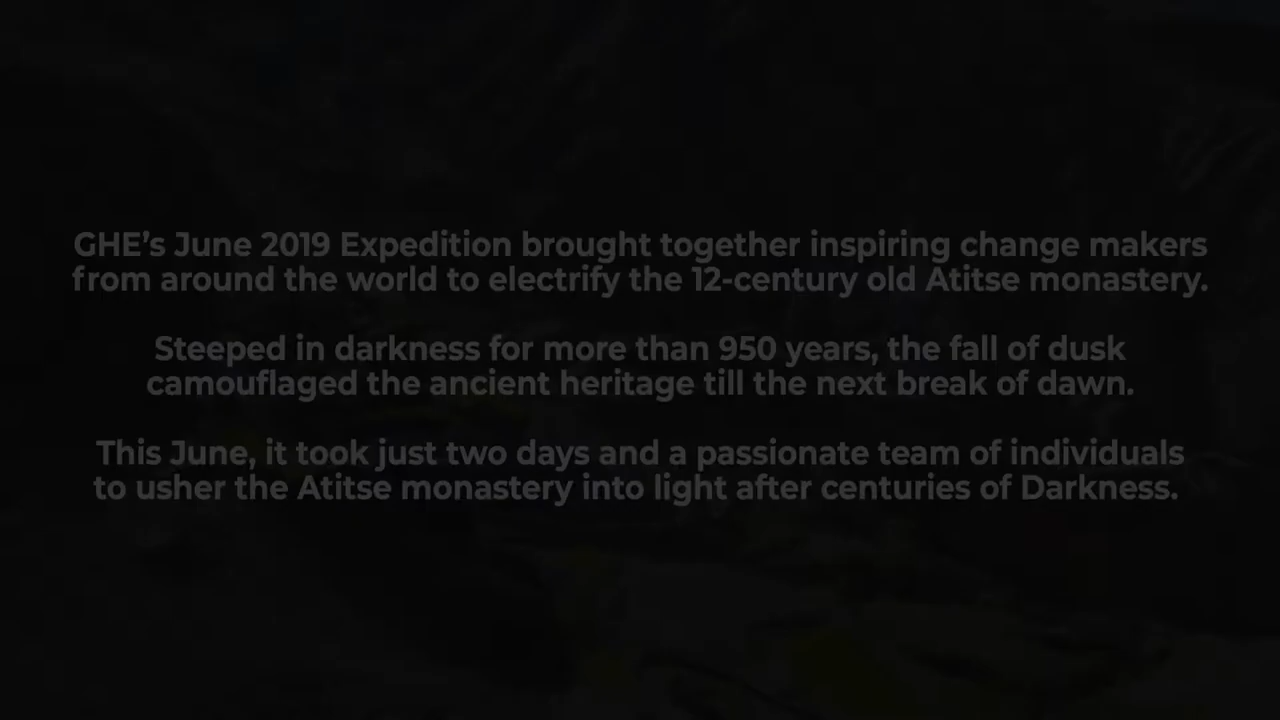 GHE’s June 2019 Expedition brought together inspiring change makers
from around the world to electrify the 12-century old Atitse monastery.
Steeped in darkness for more than 950 years, the fall of dusk
camouflaged the ancient heritage till the next break of dawn.
This June, it took just two days and a passionate team of individuals
to usher the Atitse monastery into light after centuries of Darkness.